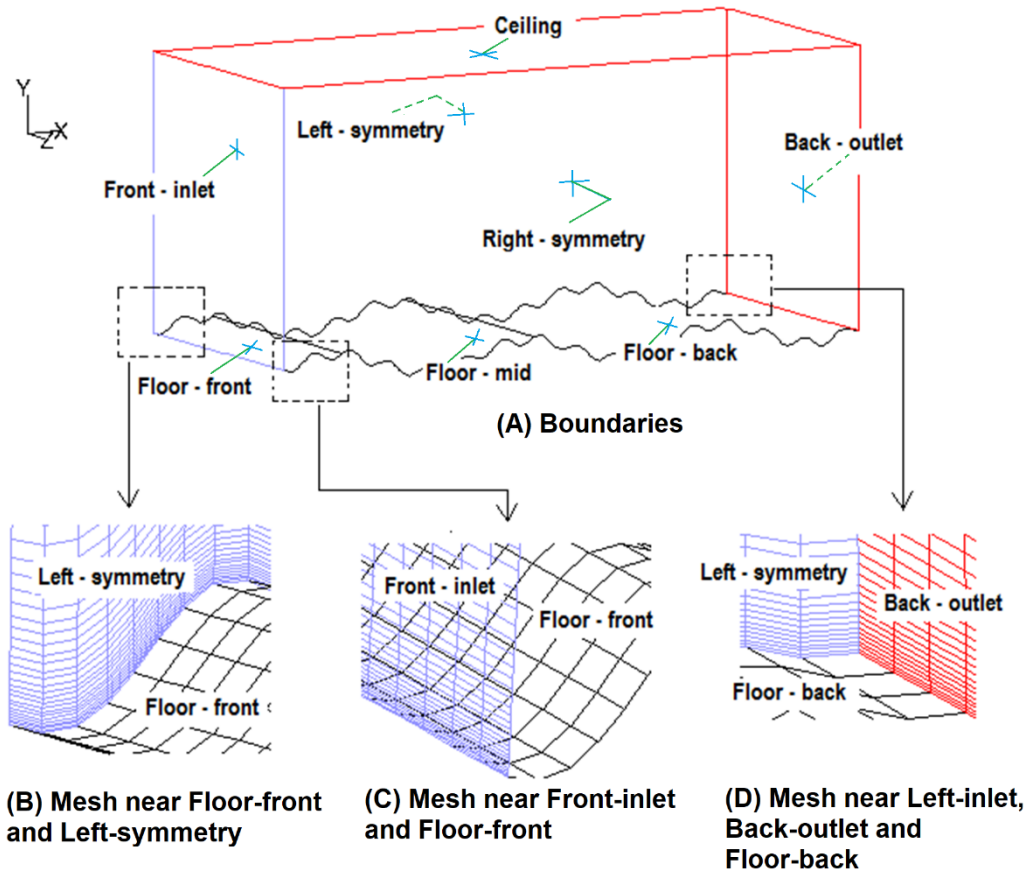 Ceiling
Y
X
Z
Left - symmetry
Back - outlet
Front - inlet
Right - symmetry
Floor - front
Floor - mid
Floor - back
(A) Boundaries
Left - symmetry
Floor - front
Front - inlet
Floor - front
Left - symmetry
Back - outlet
Floor - back
(B) Mesh near Floor-front
and Left-symmetry
(C) Mesh near Front-inlet
and Floor-front
(D) Mesh near Left-inlet,
Back-outlet and
Floor-back